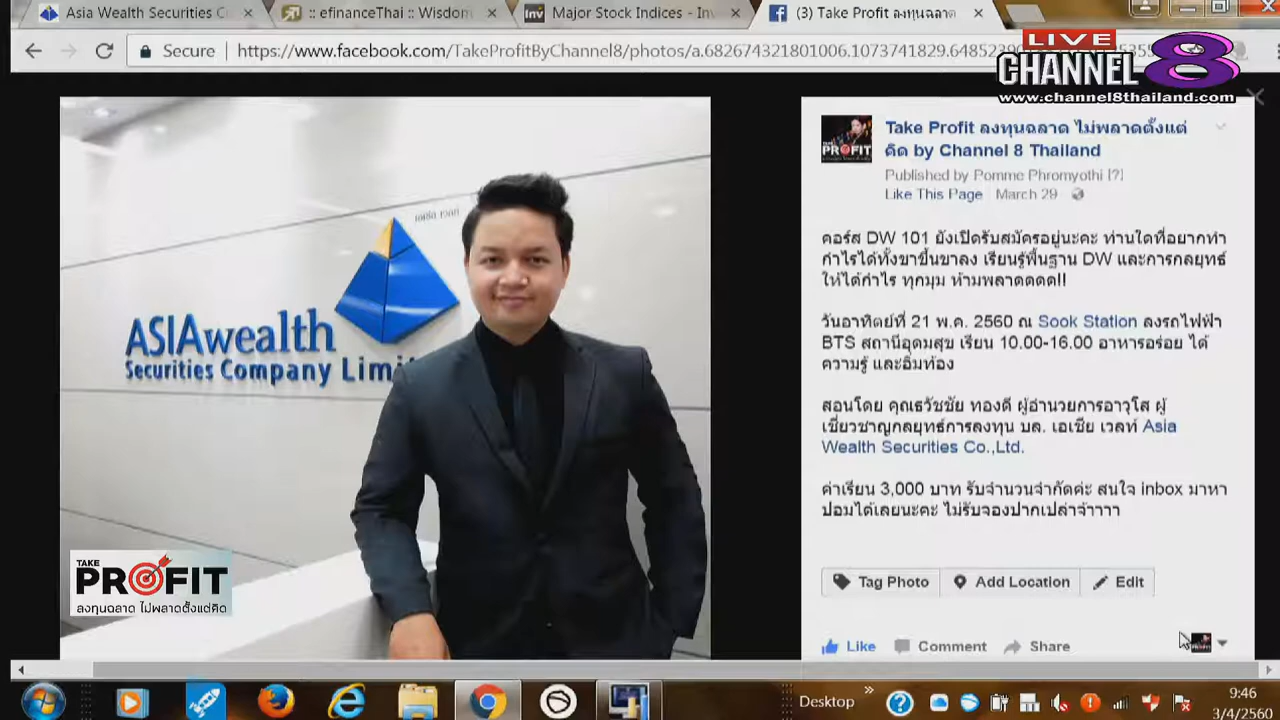 Asia Wealth Securities C
:: efinanceThai :: Wisdom
Major Stock Indices - Inv
(3) Take Profit ลงทุนฉลาด
Secure
https://www.facebook.com/TakeProfitByChannel8/photos/a.682674321801006.1073741829.648523
LIVE
CHANNEL 8
www.channel8thailand.com
ASIAwealth
Securities Company Limi
TAKE
PROFIT
ลงทุนฉลาด ไม่พลาดตั้งแต่คิด
Take Profit ลงทุนฉลาด ไม่พลาดตั้งแต่
คิด by Channel 8 Thailand
Published by Pomme Phromyothi [?]
Like This Page March 29
คอร์ส DW 101 ยังเปิดรับสมัครอยู่นะคะ ท่านใดที่อยากทำ
กำไรได้ทั้งขาขึ้นขาลง เรียนรู้พื้นฐาน DW และการกลยุทธ์
ให้ได้กำไร ทุกมุม ห้ามพลาดดดด!!
วันอาทิตย์ที่ 21 พ.ค. 2560 ณ Sook Station ลงรถไฟฟ้า
BTS สถานีอุดมสุข เรียน 10.00-16.00 อาหารอร่อย ได้
ความรู้ และอิ่มท้อง
สอนโดย คุณธวัชชัย ทองดี ผู้อำนวยการอาวุโส ผู้
เชี่ยวชาญกลยุทธ์การลงทุน บล. เอเชีย เวลท์ Asia
Wealth Securities Co.,Ltd.
ค่าเรียน 3,000 บาท รับจำนวนจำกัดค่ะ สนใจ inbox มาหา
ปอมได้เลยนะคะ ไม่รับจองปากเปล่าจ้าาาา
Tag Photo
Add Location
Edit
Like
Comment
Share
Desktop
9:46
3/4/2560